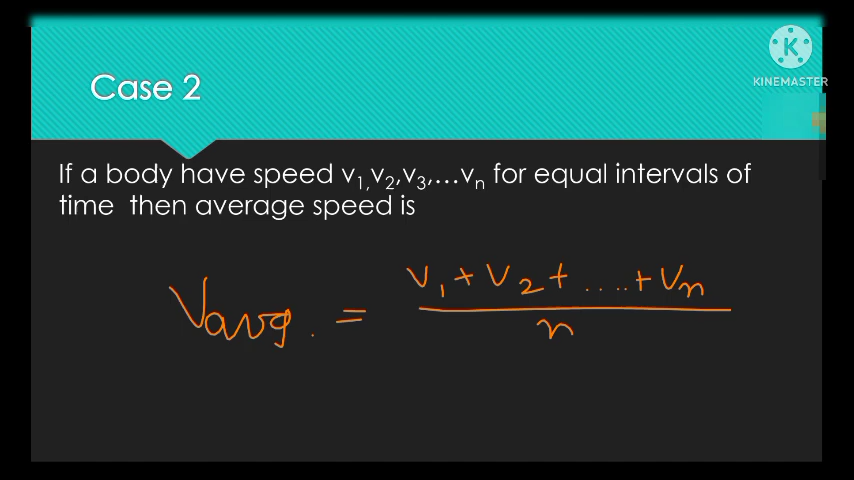 Case 2
KINEMASTER
If a body have speed v₁,v₂,v₃,…vₙ for equal intervals of
time then average speed is
Vavg. = (v₁ + v₂ + ..... + vₙ) / n